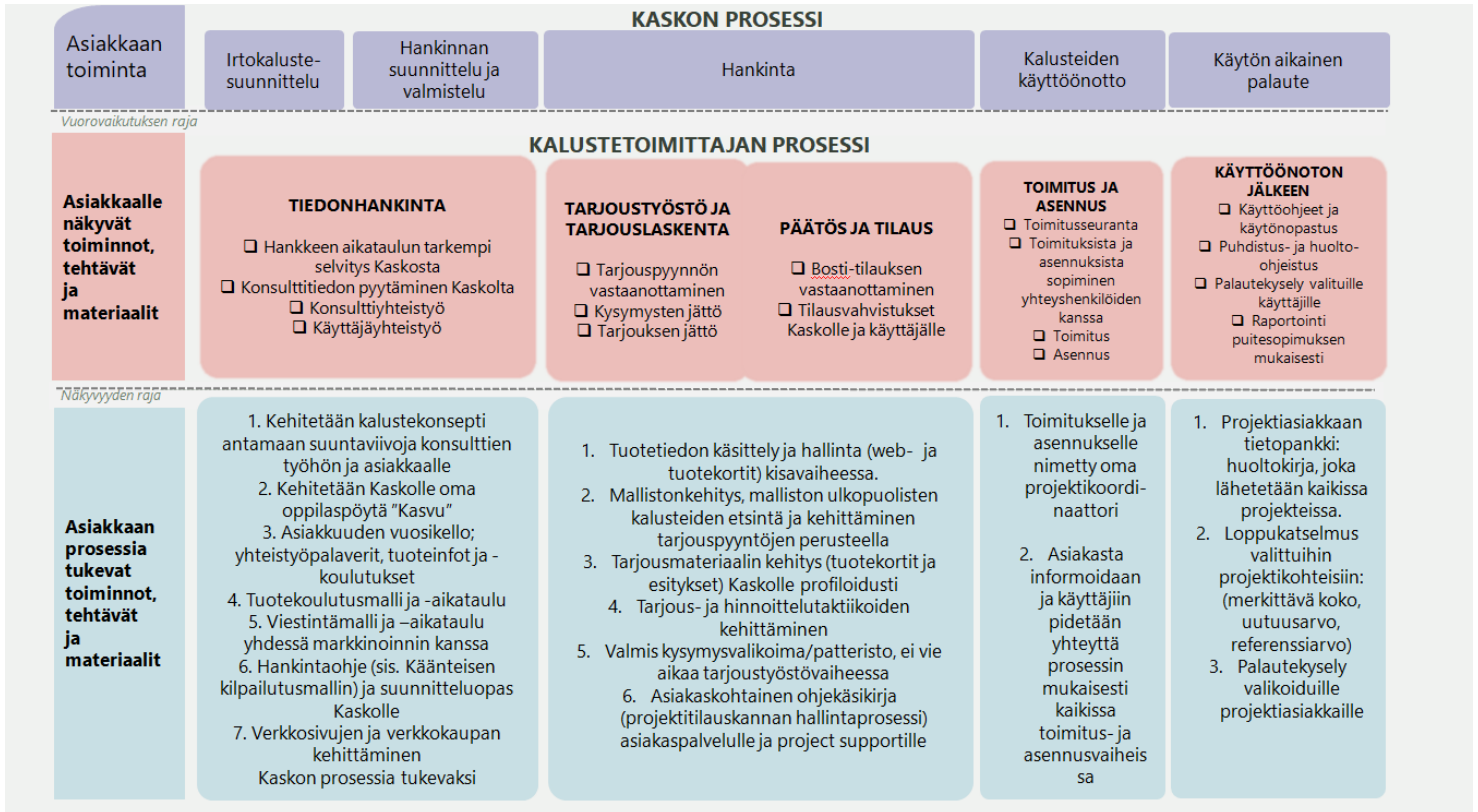 KASKON PROSESSI
Asiakkaan
toiminta
Irtokaluste-
suunnittelu
Hankinnan
suunnittelu ja
valmistelu
Hankinta
Kalusteiden
käyttöönotto
Käytön aikainen
palaute
Vuorovaikutuksen raja
KALUSTETOIMITTAJAN PROSESSI
Asiakkaalle
näkyvät
toiminnot,
tehtävät
ja
materiaalit
TIEDONHANKINTA
❑ Hankkeen aikataulun tarkempi
selvitys Kaskosta
❑ Konsulttitiedon pyytäminen Kaskolta
❑ Konsulttiyhteistyö
❑ Käyttäjäyhteistyö
TARJOUSTYÖSTÖ JA
TARJOUSLASKENTA
❑ Tarjouspyynnön
vastaanottaminen
❑ Kysymysten jättö
❑ Tarjouksen jättö
PÄÄTÖS JA TILAUS
❑ Bosti-tilauksen
vastaanottaminen
❑ Tilausvahvistukset
Kaskolle ja käyttäjälle
TOIMITUS JA
ASENNUS
❑ Toimitusseuranta
❑ Toimituksista ja
asennuksista
sopiminen
yhteyshenkilöiden
kanssa
❑ Toimitus
❑ Asennus
KÄYTTÖÖNOTON
JÄLKEEN
❑ Käyttöohjeet ja
käytönopastus
❑ Puhdistus- ja huolto-
ohjeistus
❑ Palautekysely valituille
käyttäjille
❑ Raportointi
puitesopimuksen
mukaisesti
Näkyvyyden raja
Asiakkaan
prosessia
tukevat
toiminnot,
tehtävät
ja
materiaalit
1. Kehitetään kalustekonsepti
antamaan suuntaviivoja konsulttien
työhön ja asiakkaalle
2. Kehitetään Kaskolle oma
oppilaspöytä ”Kasvu”
3. Asiakkuuden vuosikello;
yhteistyöpalaverit, tuoteinfot ja -
koulutukset
4. Tuotekoulutusmalli ja -aikataulu
5. Viestintämalli ja –aikataulu
yhdessä markkinoinnin kanssa
6. Hankintaohje (sis. Käänteisen
kilpailutusmallin) ja suunnitteluopas
Kaskolle
7. Verkkosivujen ja verkkokaupan
kehittäminen
Kaskon prosessia tukevaksi
1. Tuotetiedon käsittely ja hallinta (web- ja
tuotekortit) kisavaiheessa.
2. Mallistonkehitys, malliston ulkopuolisten
kalusteiden etsintä ja kehittäminen
tarjouspyyntöjen perusteella
3. Tarjousmateriaalin kehitys (tuotekortit ja
esitykset) Kaskolle profiloidusti
4. Tarjous- ja hinnoittelutaktiikoiden
kehittäminen
5. Valmis kysymysvalikoima/patteristo, ei vie
aikaa tarjoustyöstövaiheessa
6. Asiakaskohtainen ohjekäsikirja
(projektitilauskannan hallintaprosessi)
asiakaspalvelulle ja project supportille
1. Toimitukselle ja
asennukselle
nimetty oma
projektikoordi-
naattori
2. Asiakasta
informoidaan
ja käyttäjiin
pidetään
yhteyttä
prosessin
mukaisesti
kaikissa
toimitus- ja
asennusvaiheis
sa
1. Projektiasiakkaan
tietopankki:
huoltokirja, joka
lähetetään kaikissa
projekteissa.
2. Loppukatselmus
valittuihin
projektikohteisiin:
(merkittävä koko,
uutuusarvo,
referenssiarvo)
3. Palautekysely
valikoiduille
projektiasiakkaille